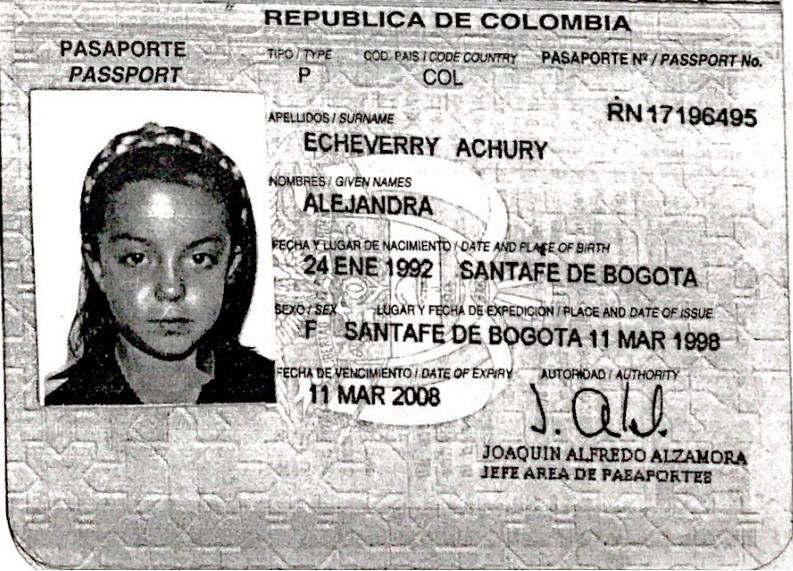 REPUBLICA DE COLOMBIA
PASAPORTE
PASSPORT
TIPO / TYPE COD. PAIS / CODE COUNTRY PASAPORTE Nº / PASSPORT No.
P COL
RN 17196495
APELLIDOS / SURNAME
ECHEVERRY ACHURY
NOMBRES / GIVEN NAMES
ALEJANDRA
FECHA Y LUGAR DE NACIMIENTO / DATE AND PLACE OF BIRTH
24 ENE 1992 SANTAFE DE BOGOTA
SEXO / SEX LUGAR Y FECHA DE EXPEDICION / PLACE AND DATE OF ISSUE
F SANTAFE DE BOGOTA 11 MAR 1998
FECHA DE VENCIMIENTO / DATE OF EXPIRY AUTORIDAD / AUTHORITY
11 MAR 2008
JOAQUIN ALFREDO ALZAMORA
JEFE AREA DE PASAPORTES